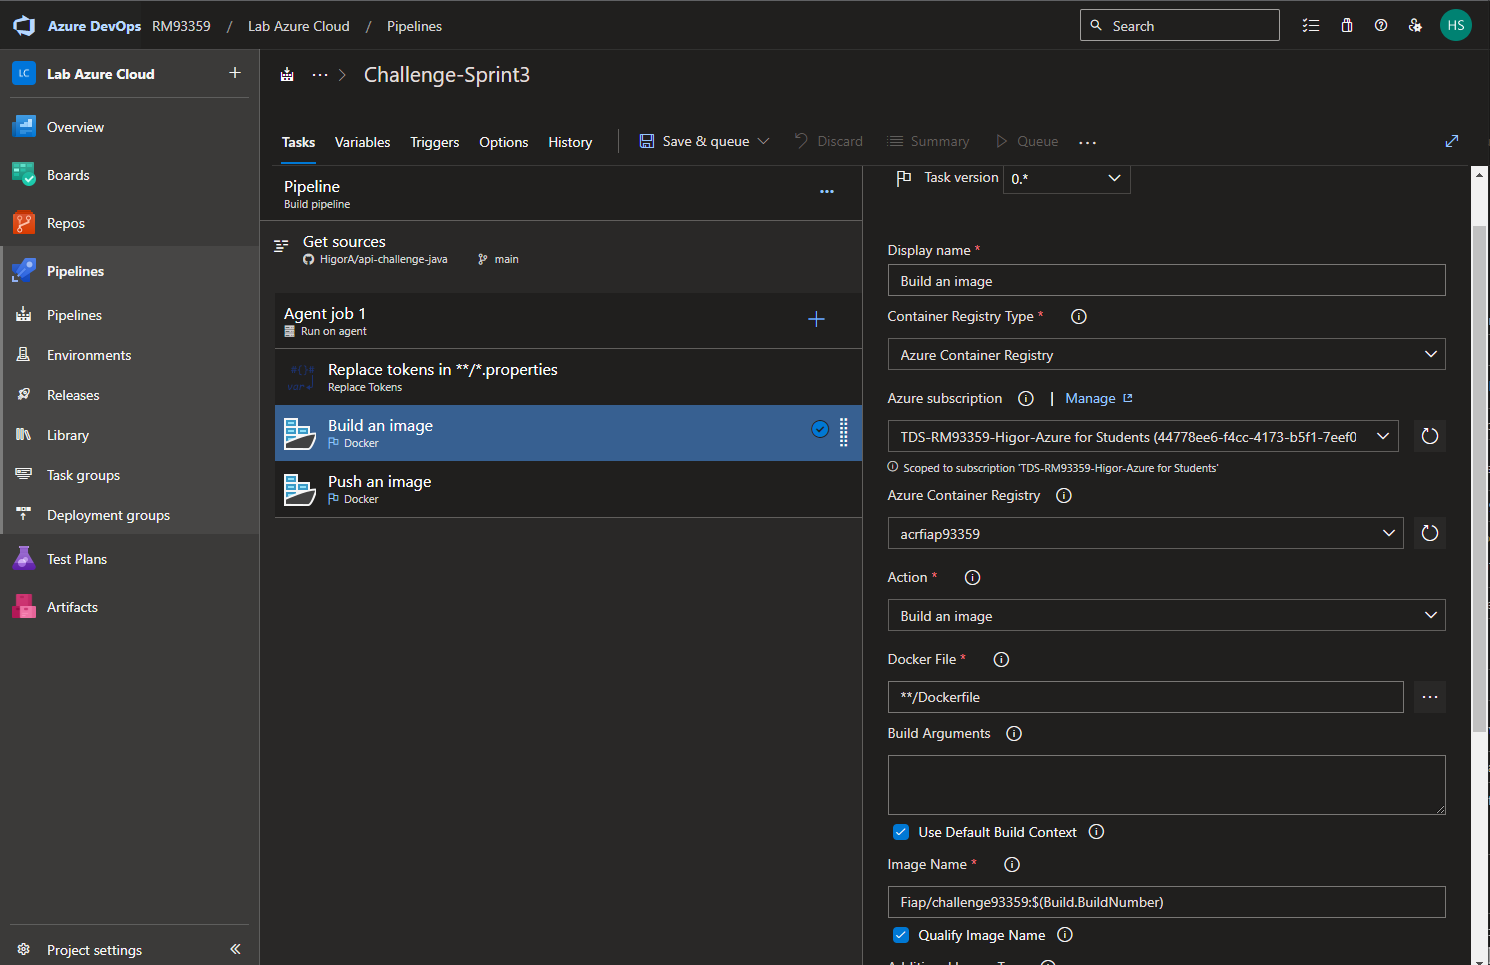 Azure DevOps RM93359 / Lab Azure Cloud / Pipelines
Search
HS
LC Lab Azure Cloud
Overview
Boards
Repos
Pipelines
Pipelines
Environments
Releases
Library
Task groups
Deployment groups
Test Plans
Artifacts
Project settings
··· > Challenge-Sprint3
Tasks Variables Triggers Options History Save & queue Discard Summary Queue ···
Pipeline
Build pipeline
Get sources
HigorA/api-challenge-java main
Agent job 1
Run on agent
Replace tokens in **/*.properties
Replace Tokens
Build an image
Docker
Push an image
Docker
Task version 0.*
Display name *
Build an image
Container Registry Type *
Azure Container Registry
Azure subscription | Manage
TDS-RM93359-Higor-Azure for Students (44778ee6-f4cc-4173-b5f1-7eef0
Scoped to subscription 'TDS-RM93359-Higor-Azure for Students'
Azure Container Registry
acrfiap93359
Action *
Build an image
Docker File *
**/Dockerfile
Build Arguments
Use Default Build Context
Image Name *
Fiap/challenge93359:$(Build.BuildNumber)
Qualify Image Name